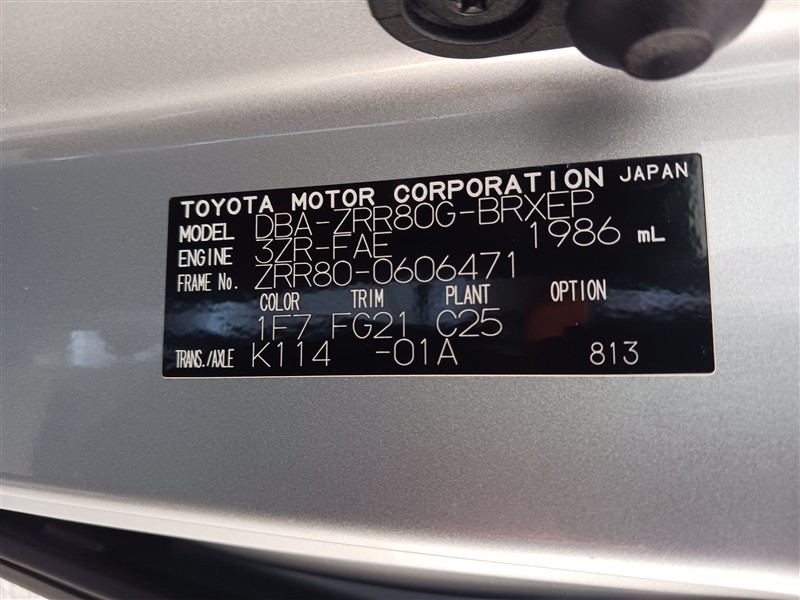 TOYOTA MOTOR CORPORATION JAPAN
MODEL DBA-ZRR80G-BRXEP
ENGINE 3ZR-FAE 1986 mL
FRAME No. ZRR80-0606471
COLOR TRIM PLANT OPTION
1F7 FG21 C25
TRANS./AXLE K114 -01A 813